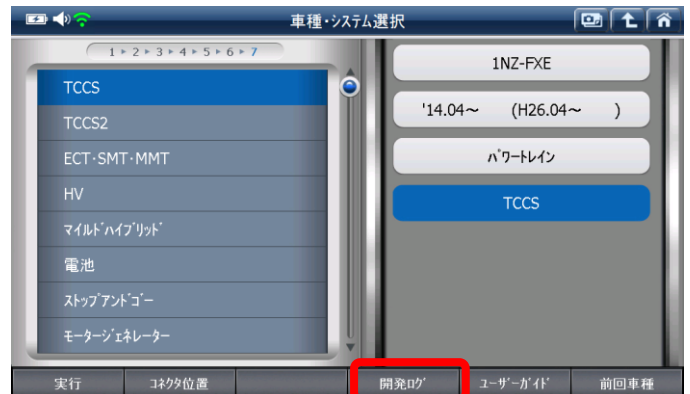 車種･システム選択
1 ▸ 2 ▸ 3 ▸ 4 ▸ 5 ▸ 6 ▸ 7
TCCS
TCCS2
ECT･SMT･MMT
HV
ﾏｲﾙﾄﾞﾊｲﾌﾞﾘｯﾄﾞ
電池
ｽﾄｯﾌﾟｱﾝﾄﾞｺﾞｰ
ﾓｰﾀｰｼﾞｪﾈﾚｰﾀｰ
1NZ-FXE
'14.04～ (H26.04～ )
ﾊﾟﾜｰﾄﾚｲﾝ
TCCS
実行 ｺﾈｸﾀ位置 開発ﾛｸﾞ ﾕｰｻﾞｰｶﾞｲﾄﾞ 前回車種